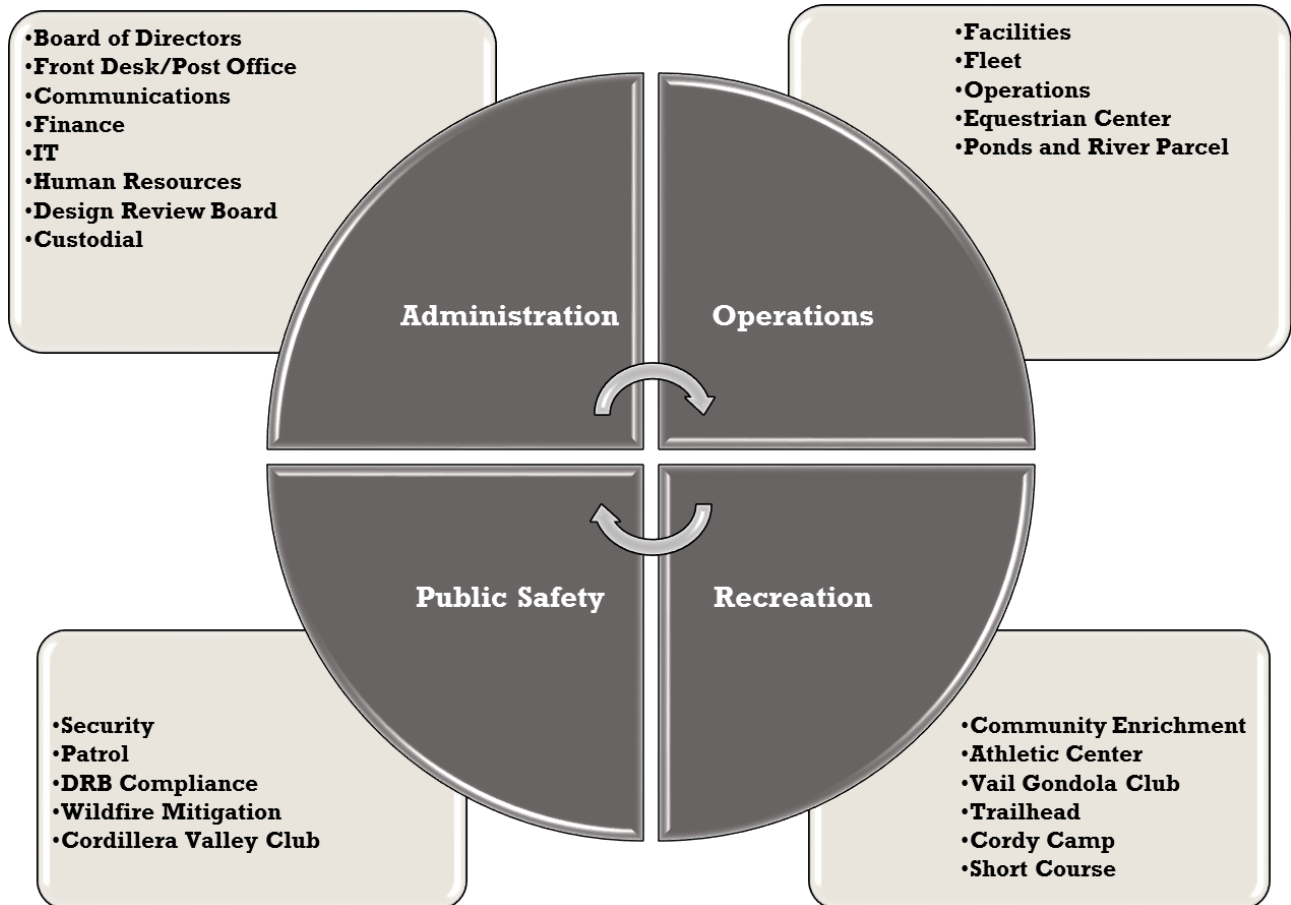 •Board of Directors
•Front Desk/Post Office
•Communications
•Finance
•IT
•Human Resources
•Design Review Board
•Custodial
•Facilities
•Fleet
•Operations
•Equestrian Center
•Ponds and River Parcel
Administration
Operations
Public Safety
Recreation
•Security
•Patrol
•DRB Compliance
•Wildfire Mitigation
•Cordillera Valley Club
•Community Enrichment
•Athletic Center
•Vail Gondola Club
•Trailhead
•Cordy Camp
•Short Course